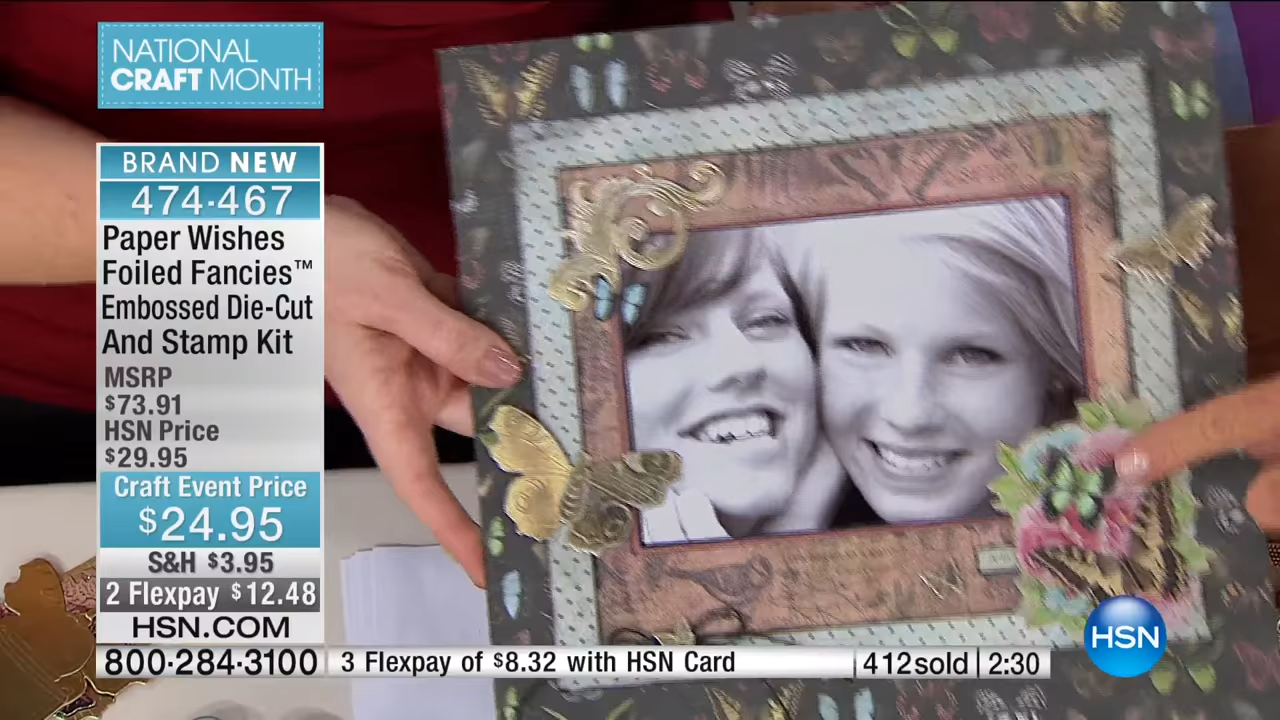 NATIONAL
CRAFT MONTH
BRAND NEW
474•467
Paper Wishes
Foiled Fancies™
Embossed Die-Cut
And Stamp Kit
MSRP
$73.91
HSN Price
$29.95
Craft Event Price
$24.95
S&H $3.95
2 Flexpay $12.48
HSN.COM
800•284•3100
3 Flexpay of $8.32 with HSN Card
412sold
2:30
HSN